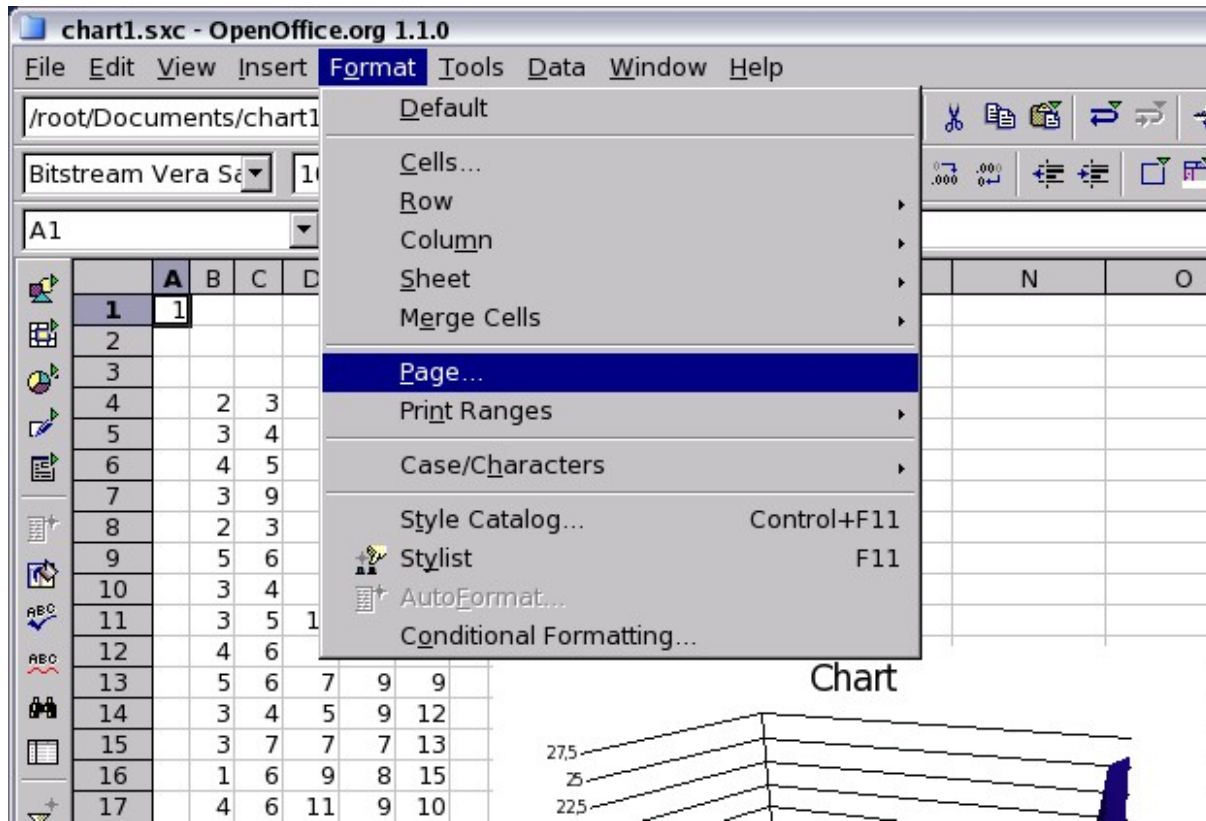 chart1.sxc - OpenOffice.org 1.1.0
File Edit View Insert Format Tools Data Window Help
/root/Documents/chart1
Bitstream Vera Sa
A1
Default
Cells...
Row
Column
Sheet
Merge Cells
Page...
Print Ranges
Case/Characters
Style Catalog... Control+F11
Stylist F11
AutoFormat...
Conditional Formatting...
A B C D N O
1 1
2
3
4 2 3
5 3 4
6 4 5
7 3 9
8 2 3
9 5 6
10 3 4
11 3 5 1
12 4 6
13 5 6 7 9 9
14 3 4 5 9 12
15 3 7 7 7 13
16 1 6 9 8 15
17 4 6 11 9 10
ABC
ABC
Chart
27,5
25
22,5